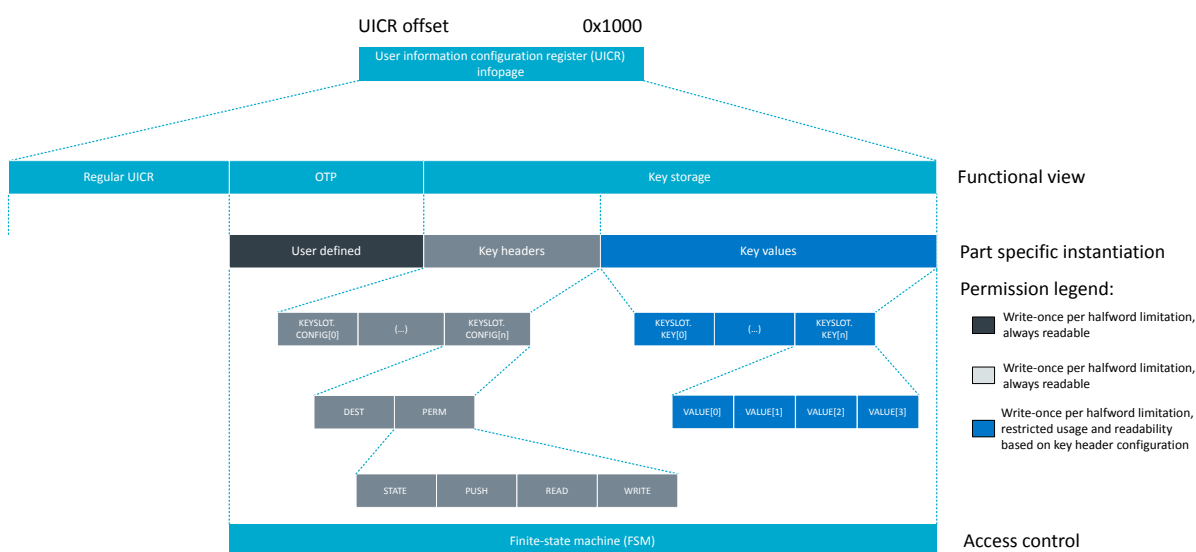 UICR offset 0x1000
User information configuration register (UICR)
infopage
Regular UICR OTP Key storage Functional view
User defined Key headers Key values Part specific instantiation
Permission legend:
KEYSLOT.
CONFIG[0]
(...)
KEYSLOT.
CONFIG[n]
KEYSLOT.
KEY[0]
(...)
KEYSLOT.
KEY[n]
Write-once per halfword limitation,
always readable
Write-once per halfword limitation,
always readable
DEST PERM VALUE[0] VALUE[1] VALUE[2] VALUE[3]
Write-once per halfword limitation,
restricted usage and readability
based on key header configuration
STATE PUSH READ WRITE
Finite-state machine (FSM) Access control